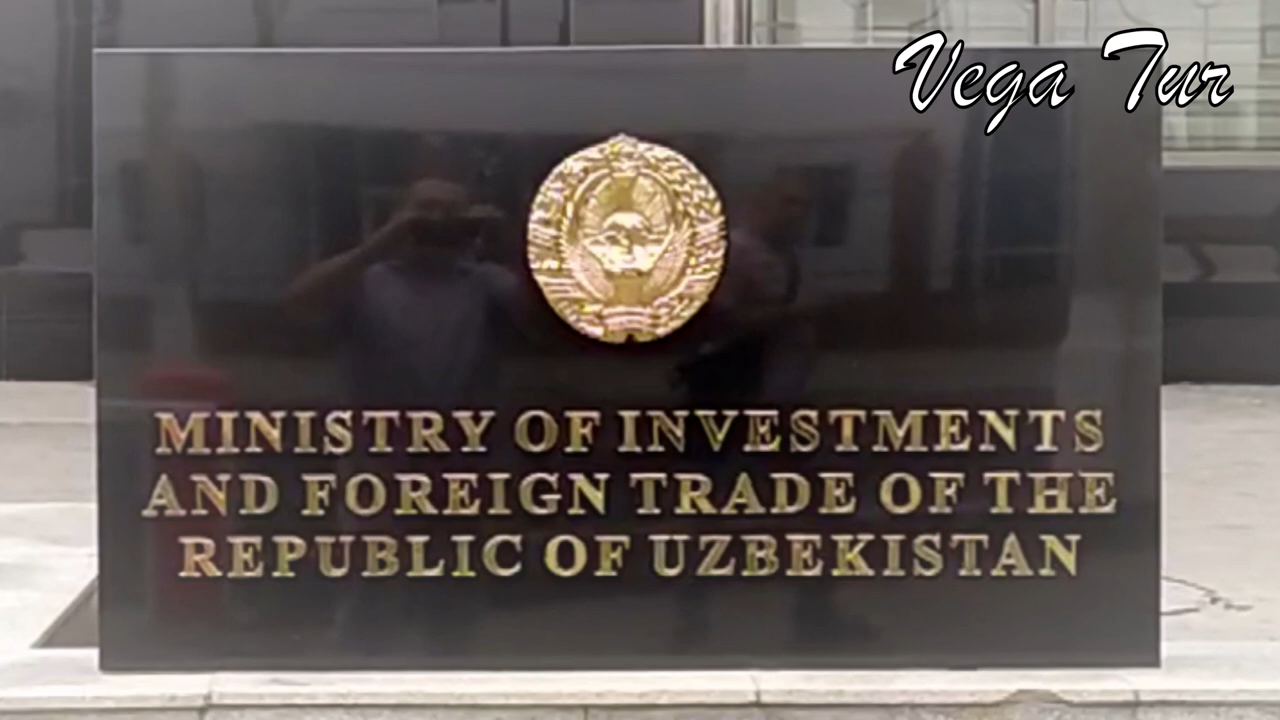 Vega Tur
MINISTRY OF INVESTMENTS
AND FOREIGN TRADE OF THE
REPUBLIC OF UZBEKISTAN